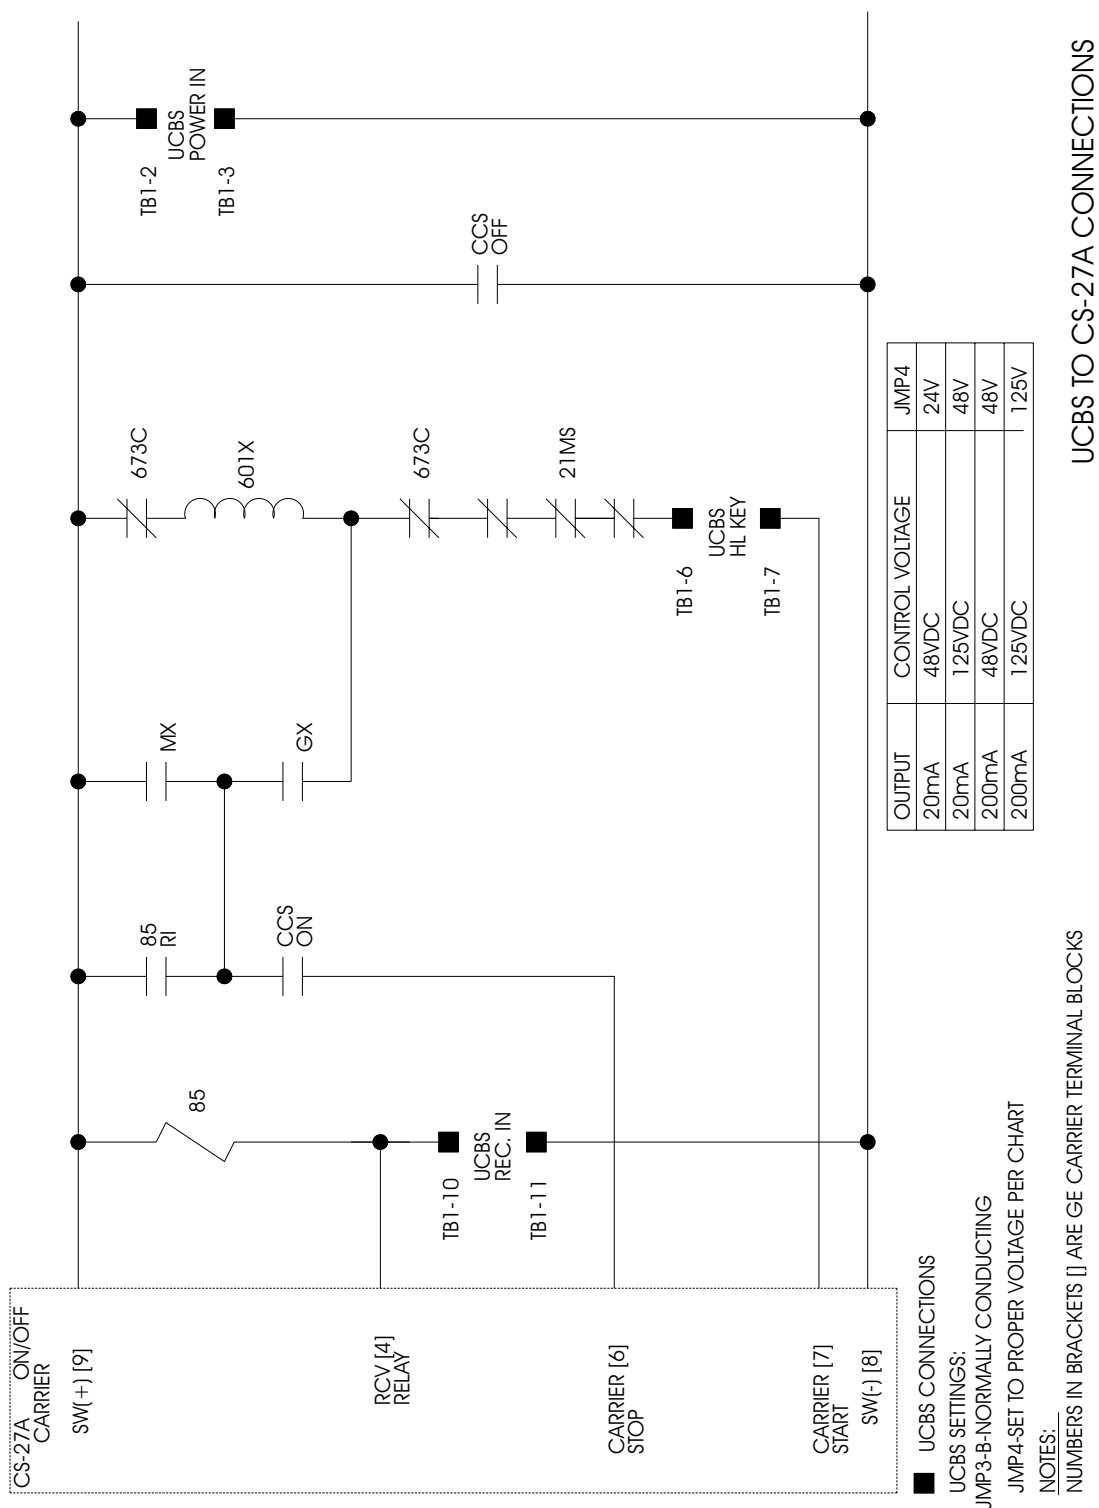 CS-27A ON/OFF
CARRIER
SW(+) [9]
RCV [4]
RELAY
CARRIER [6]
STOP
CARRIER [7]
START
SW(-) [8]
85
TB1-10
UCBS
REC. IN
TB1-11
85
RI
CCS
ON
MX
GX
673C
601X
673C
21MS
TB1-6
UCBS
HL KEY
TB1-7
CCS
OFF
TB1-2
UCBS
POWER IN
TB1-3
OUTPUT CONTROL VOLTAGE JMP4
20mA 48VDC 24V
20mA 125VDC 48V
200mA 48VDC 48V
200mA 125VDC 125V
UCBS CONNECTIONS
UCBS SETTINGS:
JMP3-B-NORMALLY CONDUCTING
JMP4-SET TO PROPER VOLTAGE PER CHART
NOTES:
NUMBERS IN BRACKETS [] ARE GE CARRIER TERMINAL BLOCKS
UCBS TO CS-27A CONNECTIONS